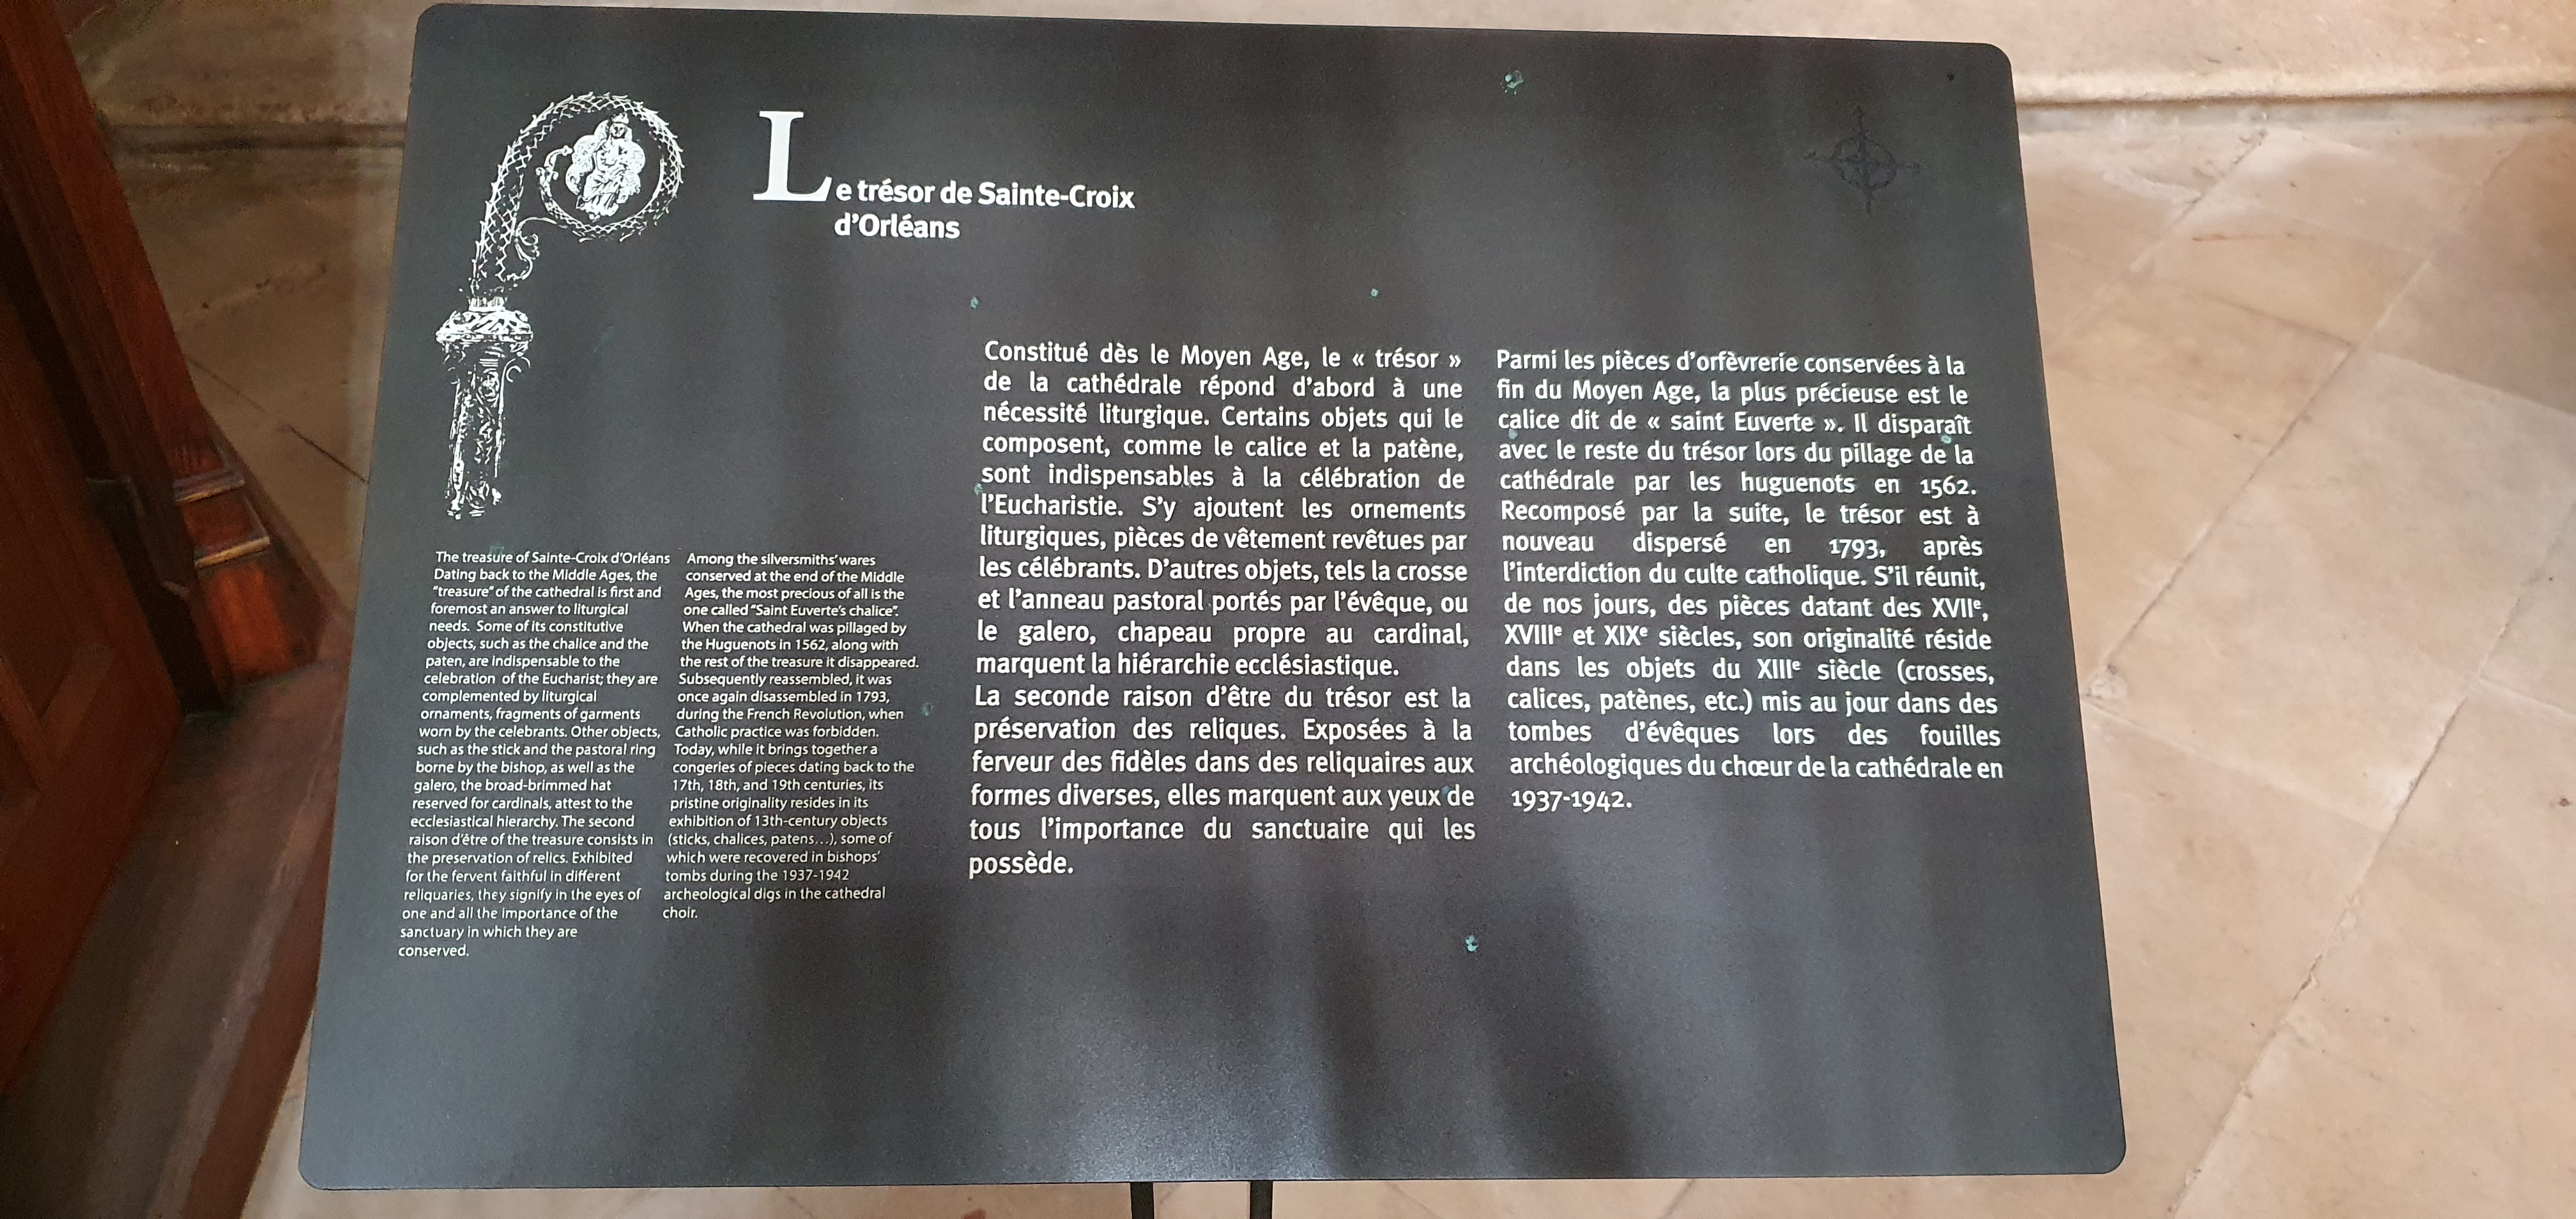 Le trésor de Sainte-Croix
d'Orléans
The treasure of Sainte-Croix d'Orléans
Dating back to the Middle Ages, the
"treasure" of the cathedral is first and
foremost an answer to liturgical
needs. Some of its constitutive
objects, such as the chalice and the
paten, are indispensable to the
celebration of the Eucharist; they are
complemented by liturgical
ornaments, fragments of garments
worn by the celebrants. Other objects,
such as the stick and the pastoral ring
borne by the bishop, as well as the
galero, the broad-brimmed hat
reserved for cardinals, attest to the
ecclesiastical hierarchy. The second
raison d'être of the treasure consists in
the preservation of relics. Exhibited
for the fervent faithful in different
reliquaries, they signify in the eyes of
one and all the importance of the
sanctuary in which they are
conserved.
Among the silversmiths' wares
conserved at the end of the Middle
Ages, the most precious of all is the
one called "Saint Euverte's chalice".
When the cathedral was pillaged by
the Huguenots in 1562, along with
the rest of the treasure it disappeared.
Subsequently reassembled, it was
once again disassembled in 1793,
during the French Revolution, when
Catholic practice was forbidden.
Today, while it brings together a
congeries of pieces dating back to the
17th, 18th, and 19th centuries, its
pristine originality resides in its
exhibition of 13th-century objects
(sticks, chalices, patens...), some of
which were recovered in bishops'
tombs during the 1937-1942
archeological digs in the cathedral
choir.
Constitué dès le Moyen Age, le « trésor »
de la cathédrale répond d'abord à une
nécessité liturgique. Certains objets qui le
composent, comme le calice et la patène,
sont indispensables à la célébration de
l'Eucharistie. S'y ajoutent les ornements
liturgiques, pièces de vêtement revêtues par
les célébrants. D'autres objets, tels la crosse
et l'anneau pastoral portés par l'évêque, ou
le galero, chapeau propre au cardinal,
marquent la hiérarchie ecclésiastique.
La seconde raison d'être du trésor est la
préservation des reliques. Exposées à la
ferveur des fidèles dans des reliquaires aux
formes diverses, elles marquent aux yeux de
tous l'importance du sanctuaire qui les
possède.
Parmi les pièces d'orfèvrerie conservées à la
fin du Moyen Age, la plus précieuse est le
calice dit de « saint Euverte ». Il disparaît
avec le reste du trésor lors du pillage de la
cathédrale par les huguenots en 1562.
Recomposé par la suite, le trésor est à
nouveau dispersé en 1793, après
l'interdiction du culte catholique. S'il réunit,
de nos jours, des pièces datant des XVIIe,
XVIIIe et XIXe siècles, son originalité réside
dans les objets du XIIIe siècle (crosses,
calices, patènes, etc.) mis au jour dans des
tombes d'évêques lors des fouilles
archéologiques du chœur de la cathédrale en
1937-1942.